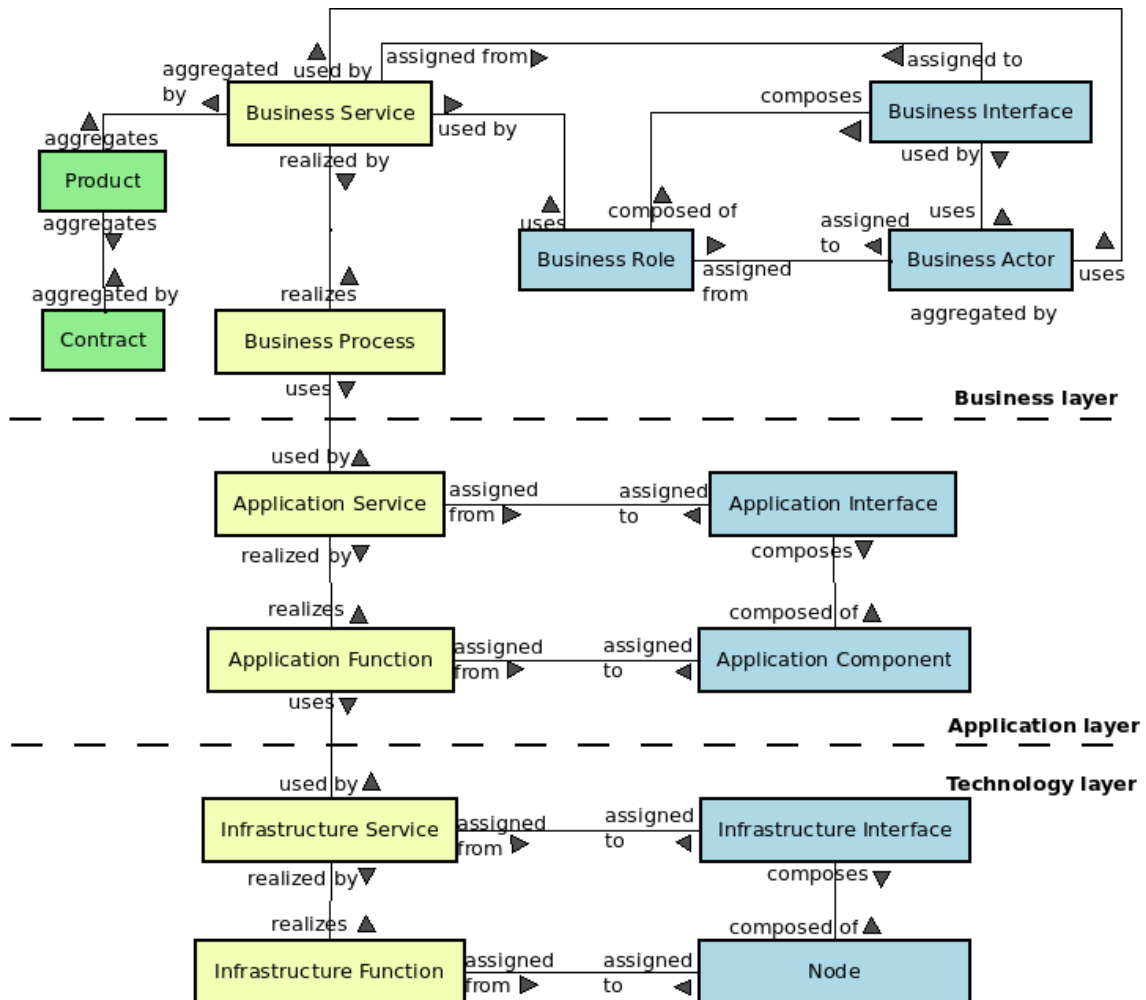 assigned from
assigned to
aggregated
by
used by
composes
Business Service
Business Interface
used by
aggregates
realized by
used by
Product
aggregates
uses
composed of
assigned
to
uses
Business Role
Business Actor
uses
assigned
from
aggregated by
realizes
aggregated by
Contract
Business Process
uses
Business layer
used by
assigned
from
assigned
to
Application Service
Application Interface
realized by
composes
realizes
composed of
assigned
from
assigned
to
Application Function
Application Component
uses
Application layer
used by
Technology layer
assigned
from
assigned
to
Infrastructure Service
Infrastructure Interface
realized by
composes
realizes
composed of
assigned
from
assigned
to
Infrastructure Function
Node